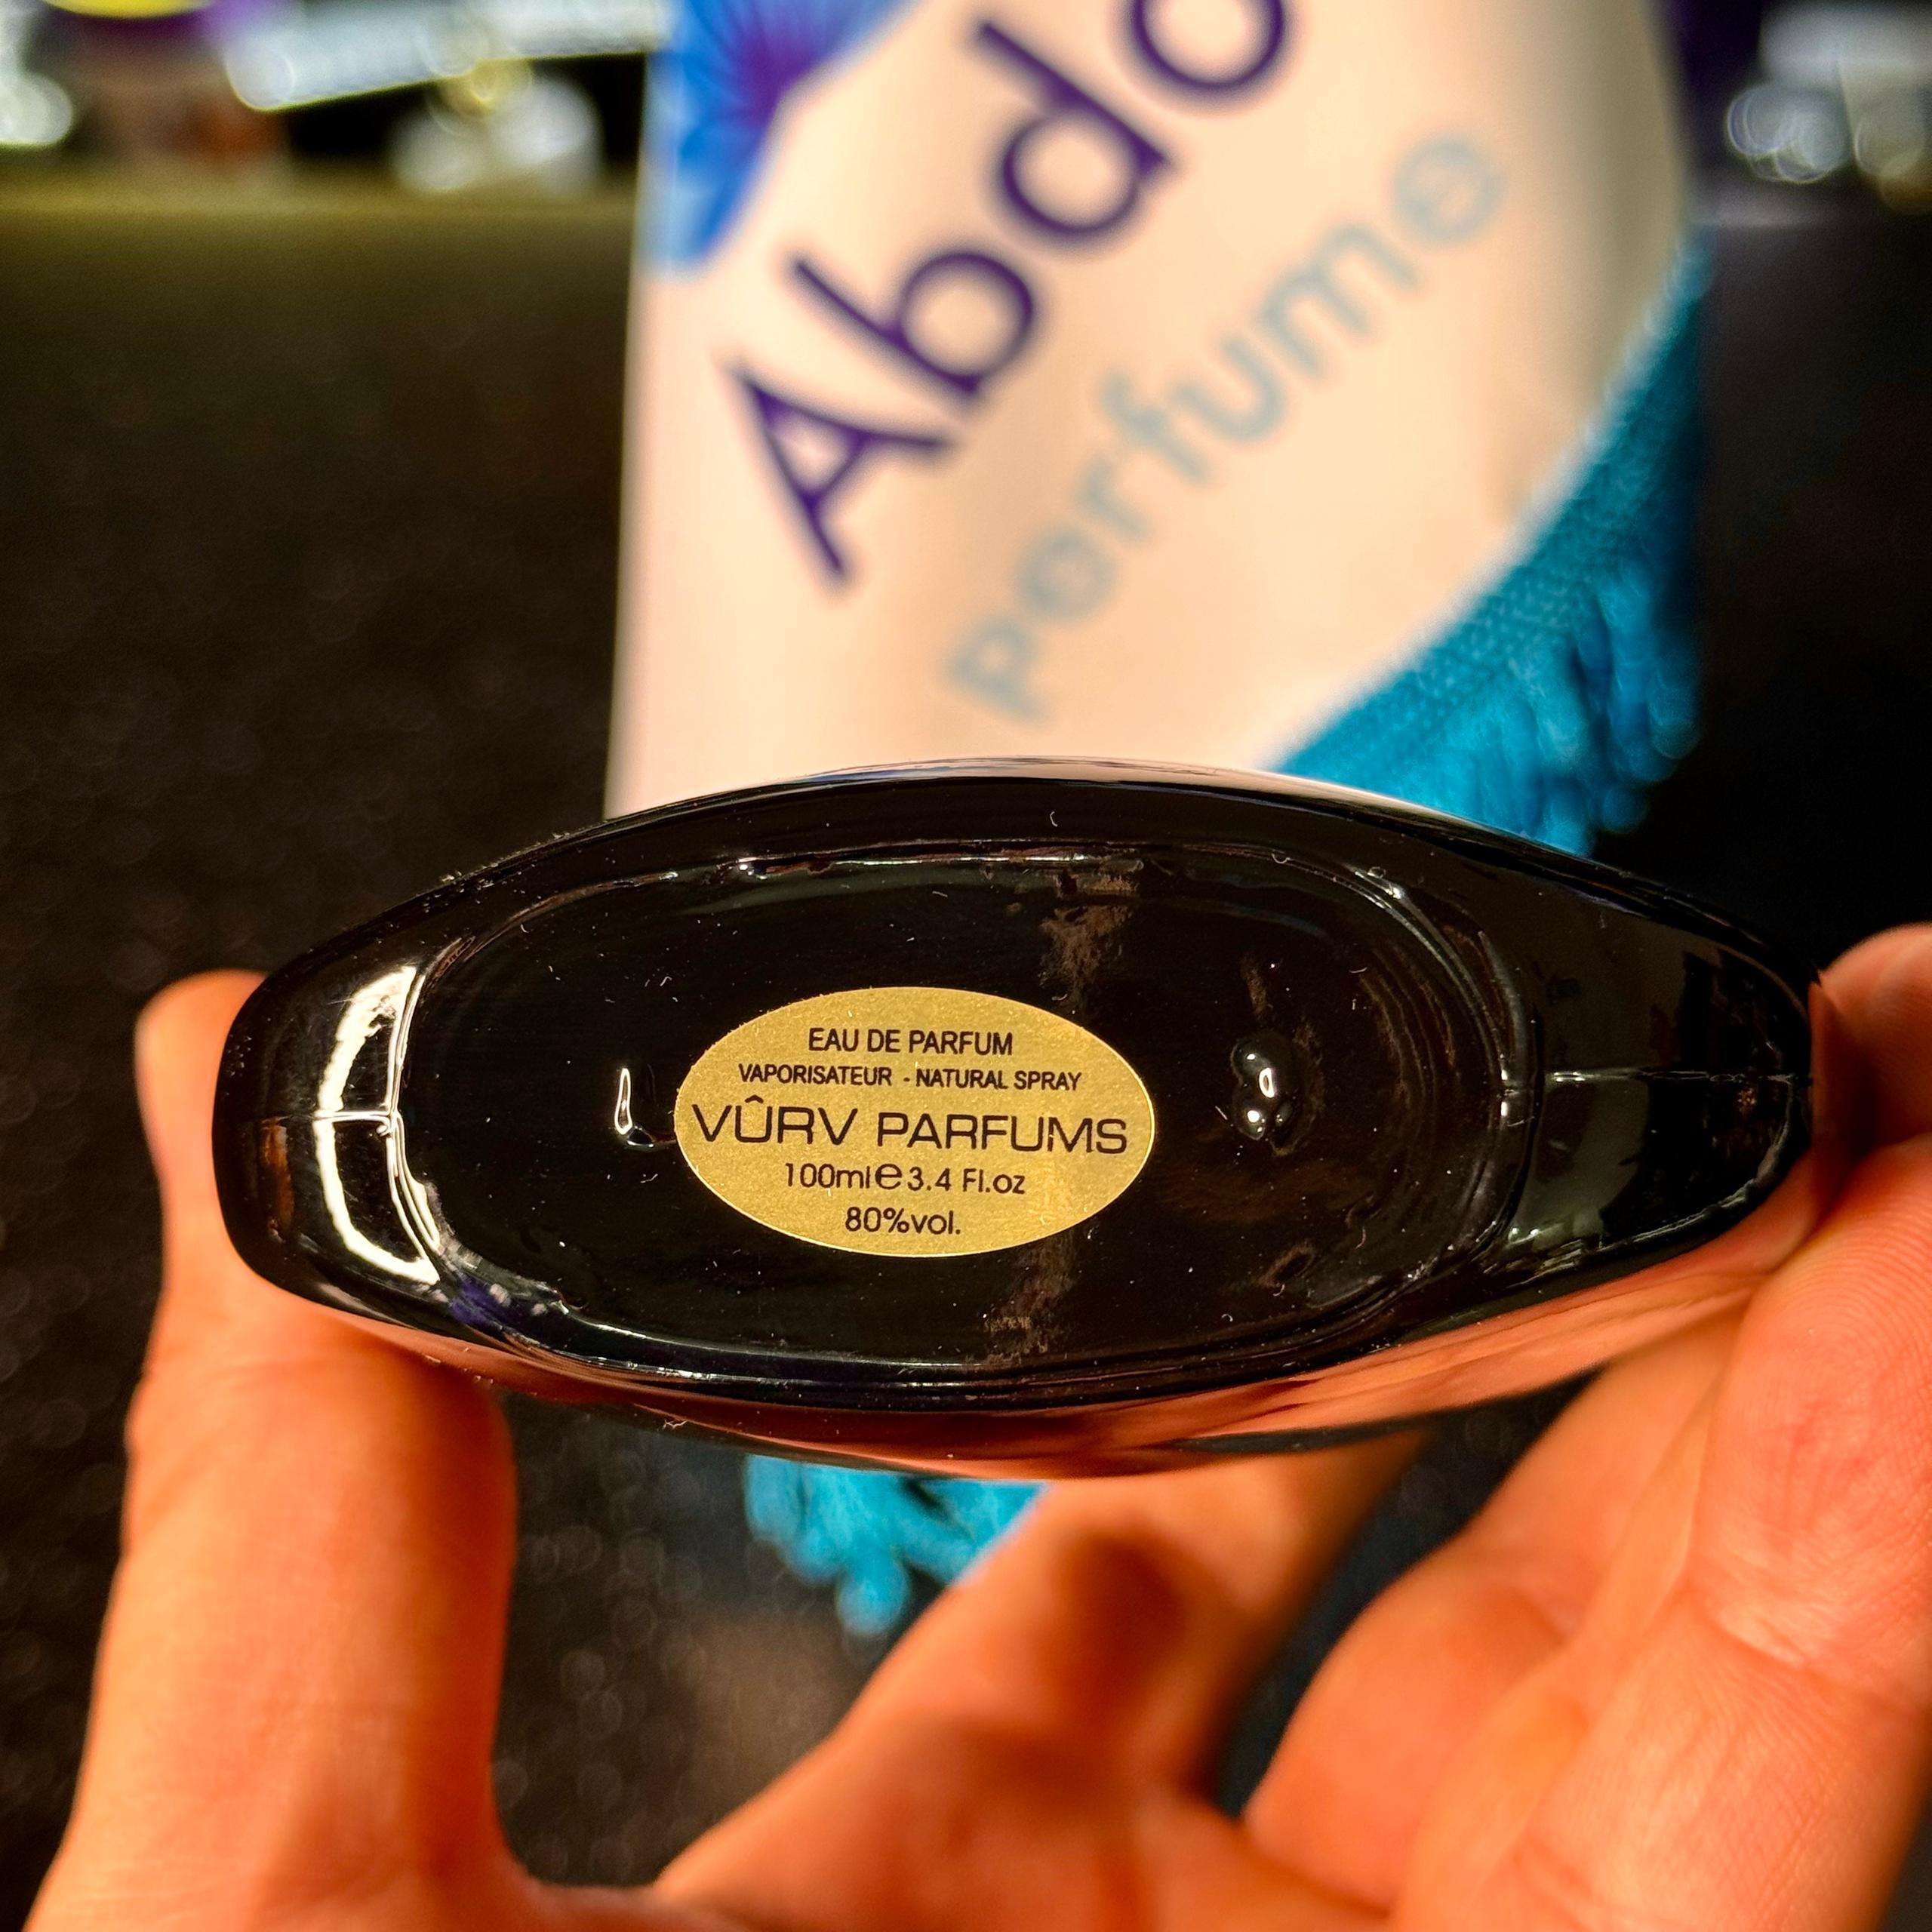 Abdo
perfume
EAU DE PARFUM
VAPORISATEUR - NATURAL SPRAY
VÛRV PARFUMS
100ml℮3.4 Fl.oz
80%vol.